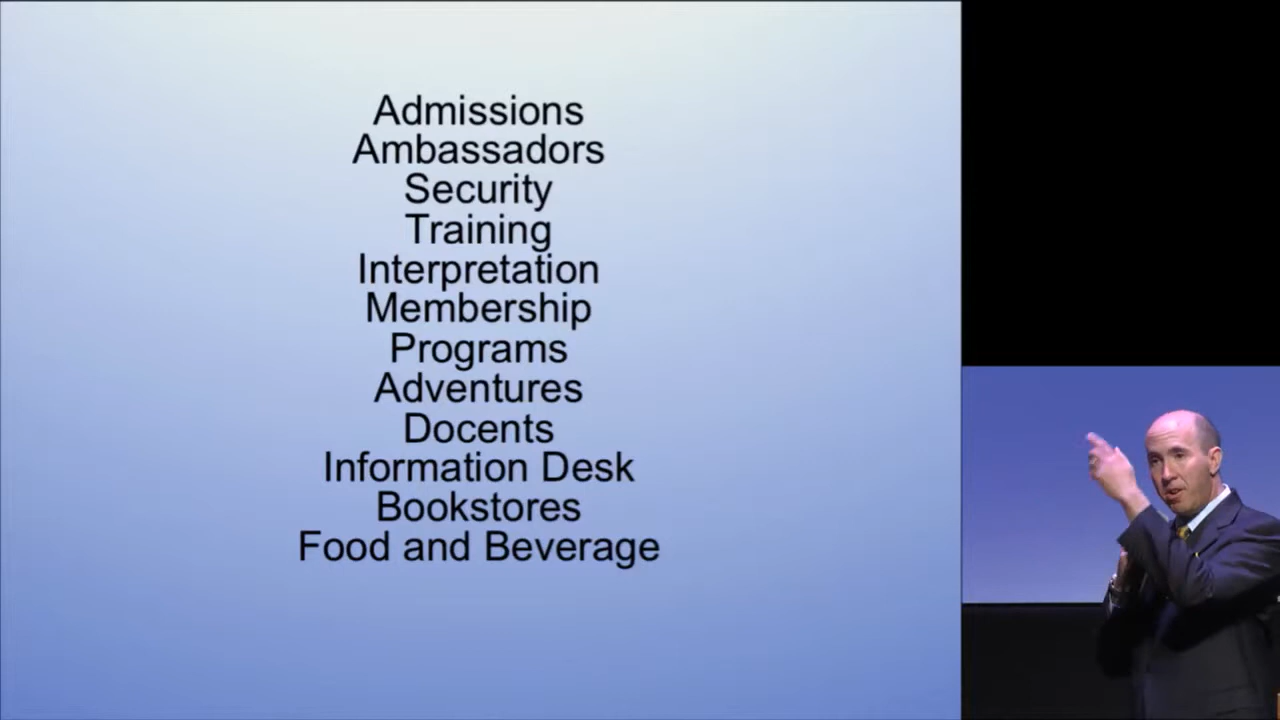 Admissions
Ambassadors
Security
Training
Interpretation
Membership
Programs
Adventures
Docents
Information Desk
Bookstores
Food and Beverage